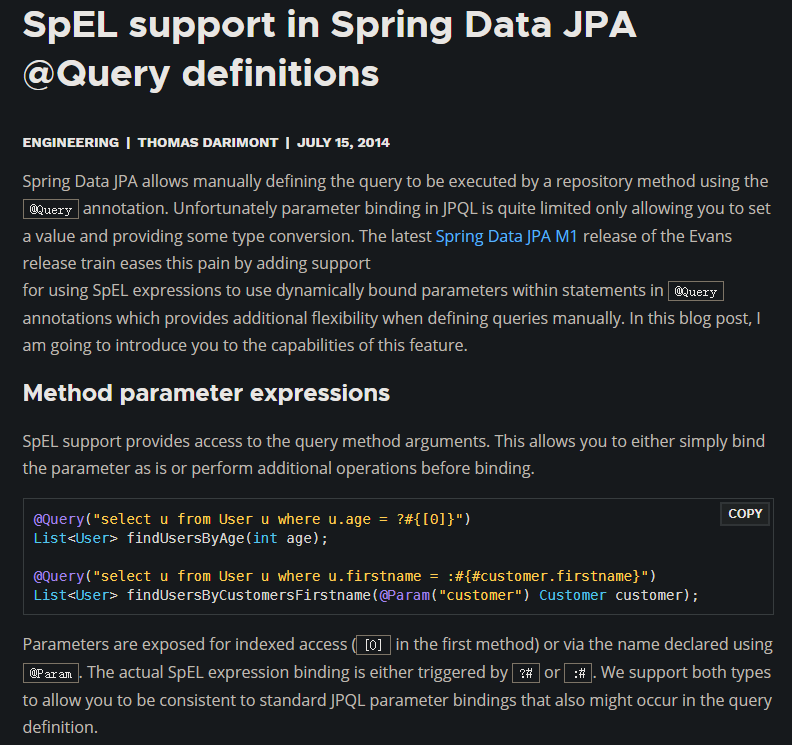 SpEL support in Spring Data JPA
@Query definitions
ENGINEERING | THOMAS DARIMONT | JULY 15, 2014
Spring Data JPA allows manually defining the query to be executed by a repository method using the
@Query annotation. Unfortunately parameter binding in JPQL is quite limited only allowing you to set
a value and providing some type conversion. The latest Spring Data JPA M1 release of the Evans
release train eases this pain by adding support
for using SpEL expressions to use dynamically bound parameters within statements in @Query
annotations which provides additional flexibility when defining queries manually. In this blog post, I
am going to introduce you to the capabilities of this feature.
Method parameter expressions
SpEL support provides access to the query method arguments. This allows you to either simply bind
the parameter as is or perform additional operations before binding.
COPY
@Query("select u from User u where u.age = ?#{[0]}")
List<User> findUsersByAge(int age);
@Query("select u from User u where u.firstname = :#{#customer.firstname}")
List<User> findUsersByCustomersFirstname(@Param("customer") Customer customer);
Parameters are exposed for indexed access ([0] in the first method) or via the name declared using
@Param. The actual SpEL expression binding is either triggered by ?# or :#. We support both types
to allow you to be consistent to standard JPQL parameter bindings that also might occur in the query
definition.